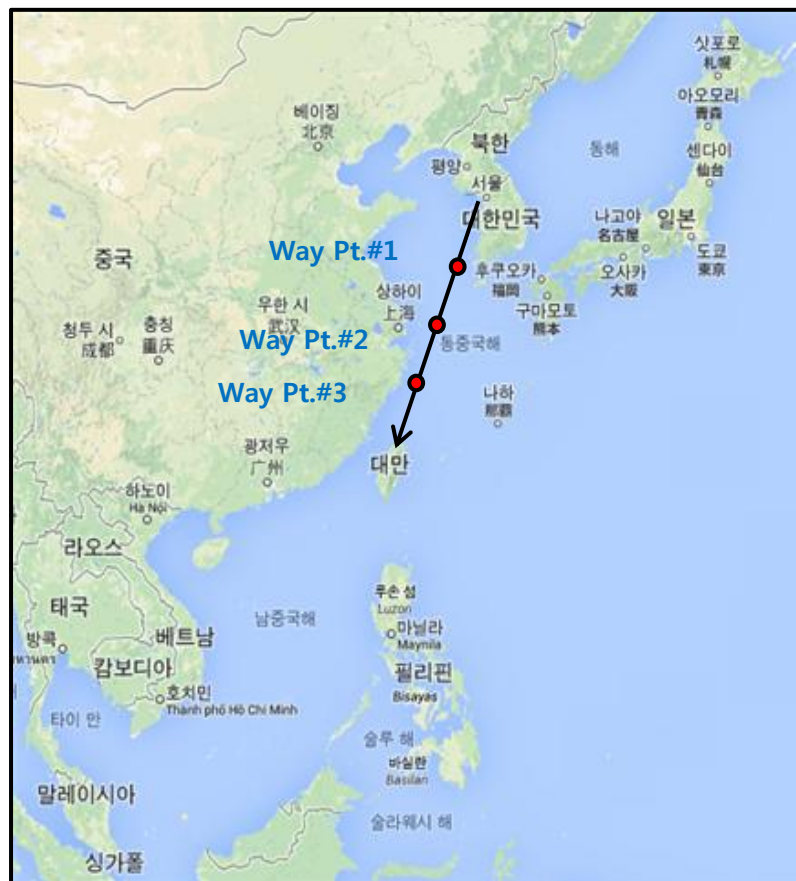 삿포로
札幌
아오모리
青森
베이징
北京
북한
동해
센다이
仙台
평양
서울
대한민국
나고야
名古屋
일본
Way Pt.#1
중국
후쿠오카
福岡
오사카
大阪
도쿄
東京
상하이
上海
우한 시
武汉
구마모토
熊本
청두 시
成都
충칭
重庆
Way Pt.#2
동중국해
Way Pt.#3
나하
那覇
광저우
广州
대만
하노이
Hà Nội
라오스
루손 섬
Luzon
태국
남중국해
마닐라
Maynila
방콕
베트남
캄보디아
필리핀
Bisayas
호치민
Thành phố Hồ Chí Minh
타이 만
술루 해
바실란
Basilan
말레이시아
술라웨시 해
싱가폴